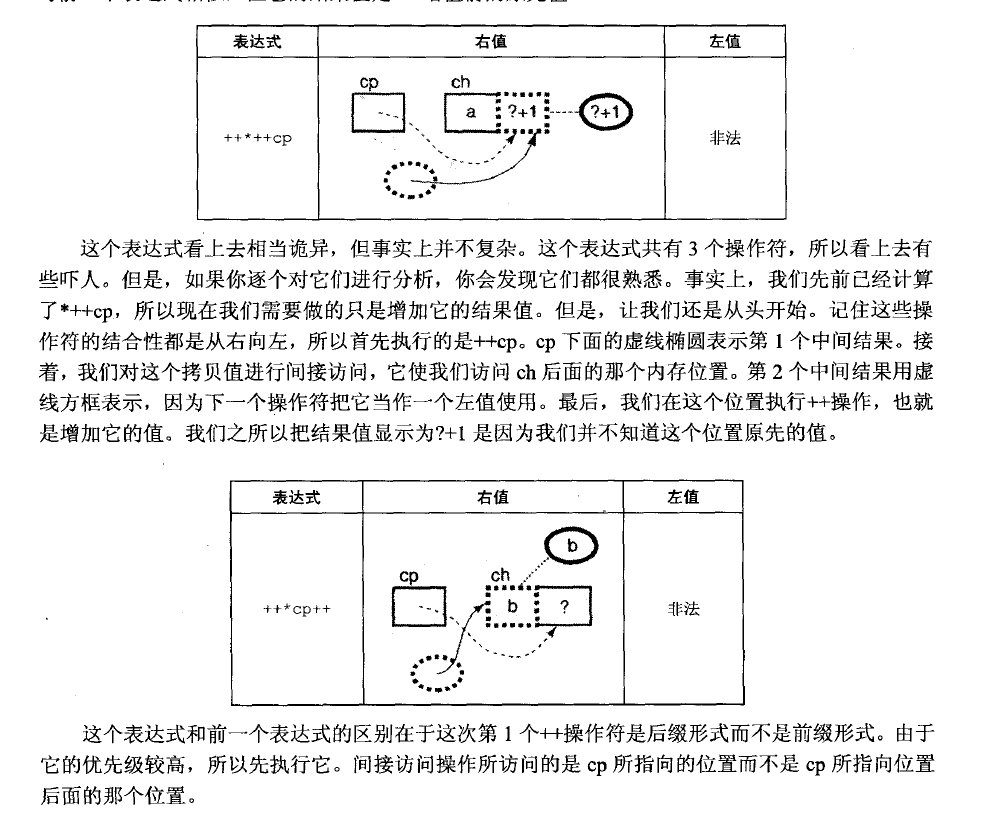 表达式 右值 左值
cp ch
a ?+1 ?+1
++*++cp 非法
这个表达式看上去相当诡异，但事实上并不复杂。这个表达式共有 3 个操作符，所以看上去有
些吓人。但是，如果你逐个对它们进行分析，你会发现它们都很熟悉。事实上，我们先前已经计算
了*++cp，所以现在我们需要做的只是增加它的结果值。但是，让我们还是从头开始。记住这些操
作符的结合性都是从右向左，所以首先执行的是++cp。cp 下面的虚线椭圆表示第 1 个中间结果。接
着，我们对这个拷贝值进行间接访问，它使我们访问 ch 后面的那个内存位置。第 2 个中间结果用虚
线方框表示，因为下一个操作符把它当作一个左值使用。最后，我们在这个位置执行++操作，也就
是增加它的值。我们之所以把结果值显示为?+1 是因为我们并不知道这个位置原先的值。
表达式 右值 左值
b
cp ch
++*cp++ b ? 非法
这个表达式和前一个表达式的区别在于这次第 1 个++操作符是后缀形式而不是前缀形式。由于
它的优先级较高，所以先执行它。间接访问操作所访问的是 cp 所指向的位置而不是 cp 所指向位置
后面的那个位置。